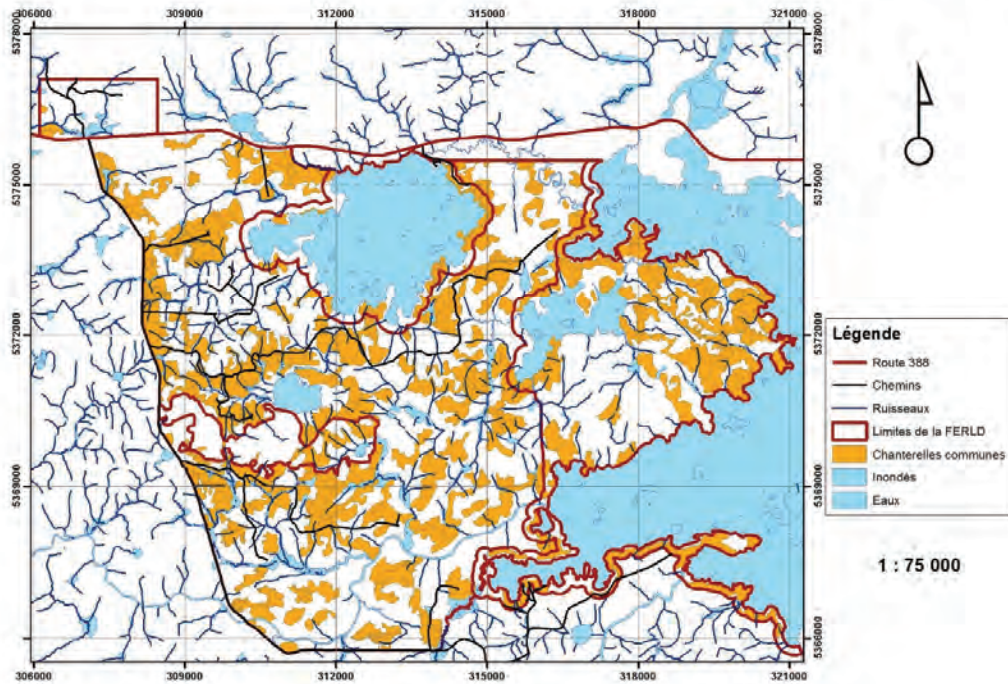 306000 309000 312000 315000 318000 321000
5378000 5378000
5375000 5375000
5372000 5372000
5369000 5369000
5366000 5366000
306000 309000 312000 315000 318000 321000
Légende
Route 388
Chemins
Ruisseaux
Limites de la FERLD
Chanterelles communes
Inondés
Eaux
1 : 75 000